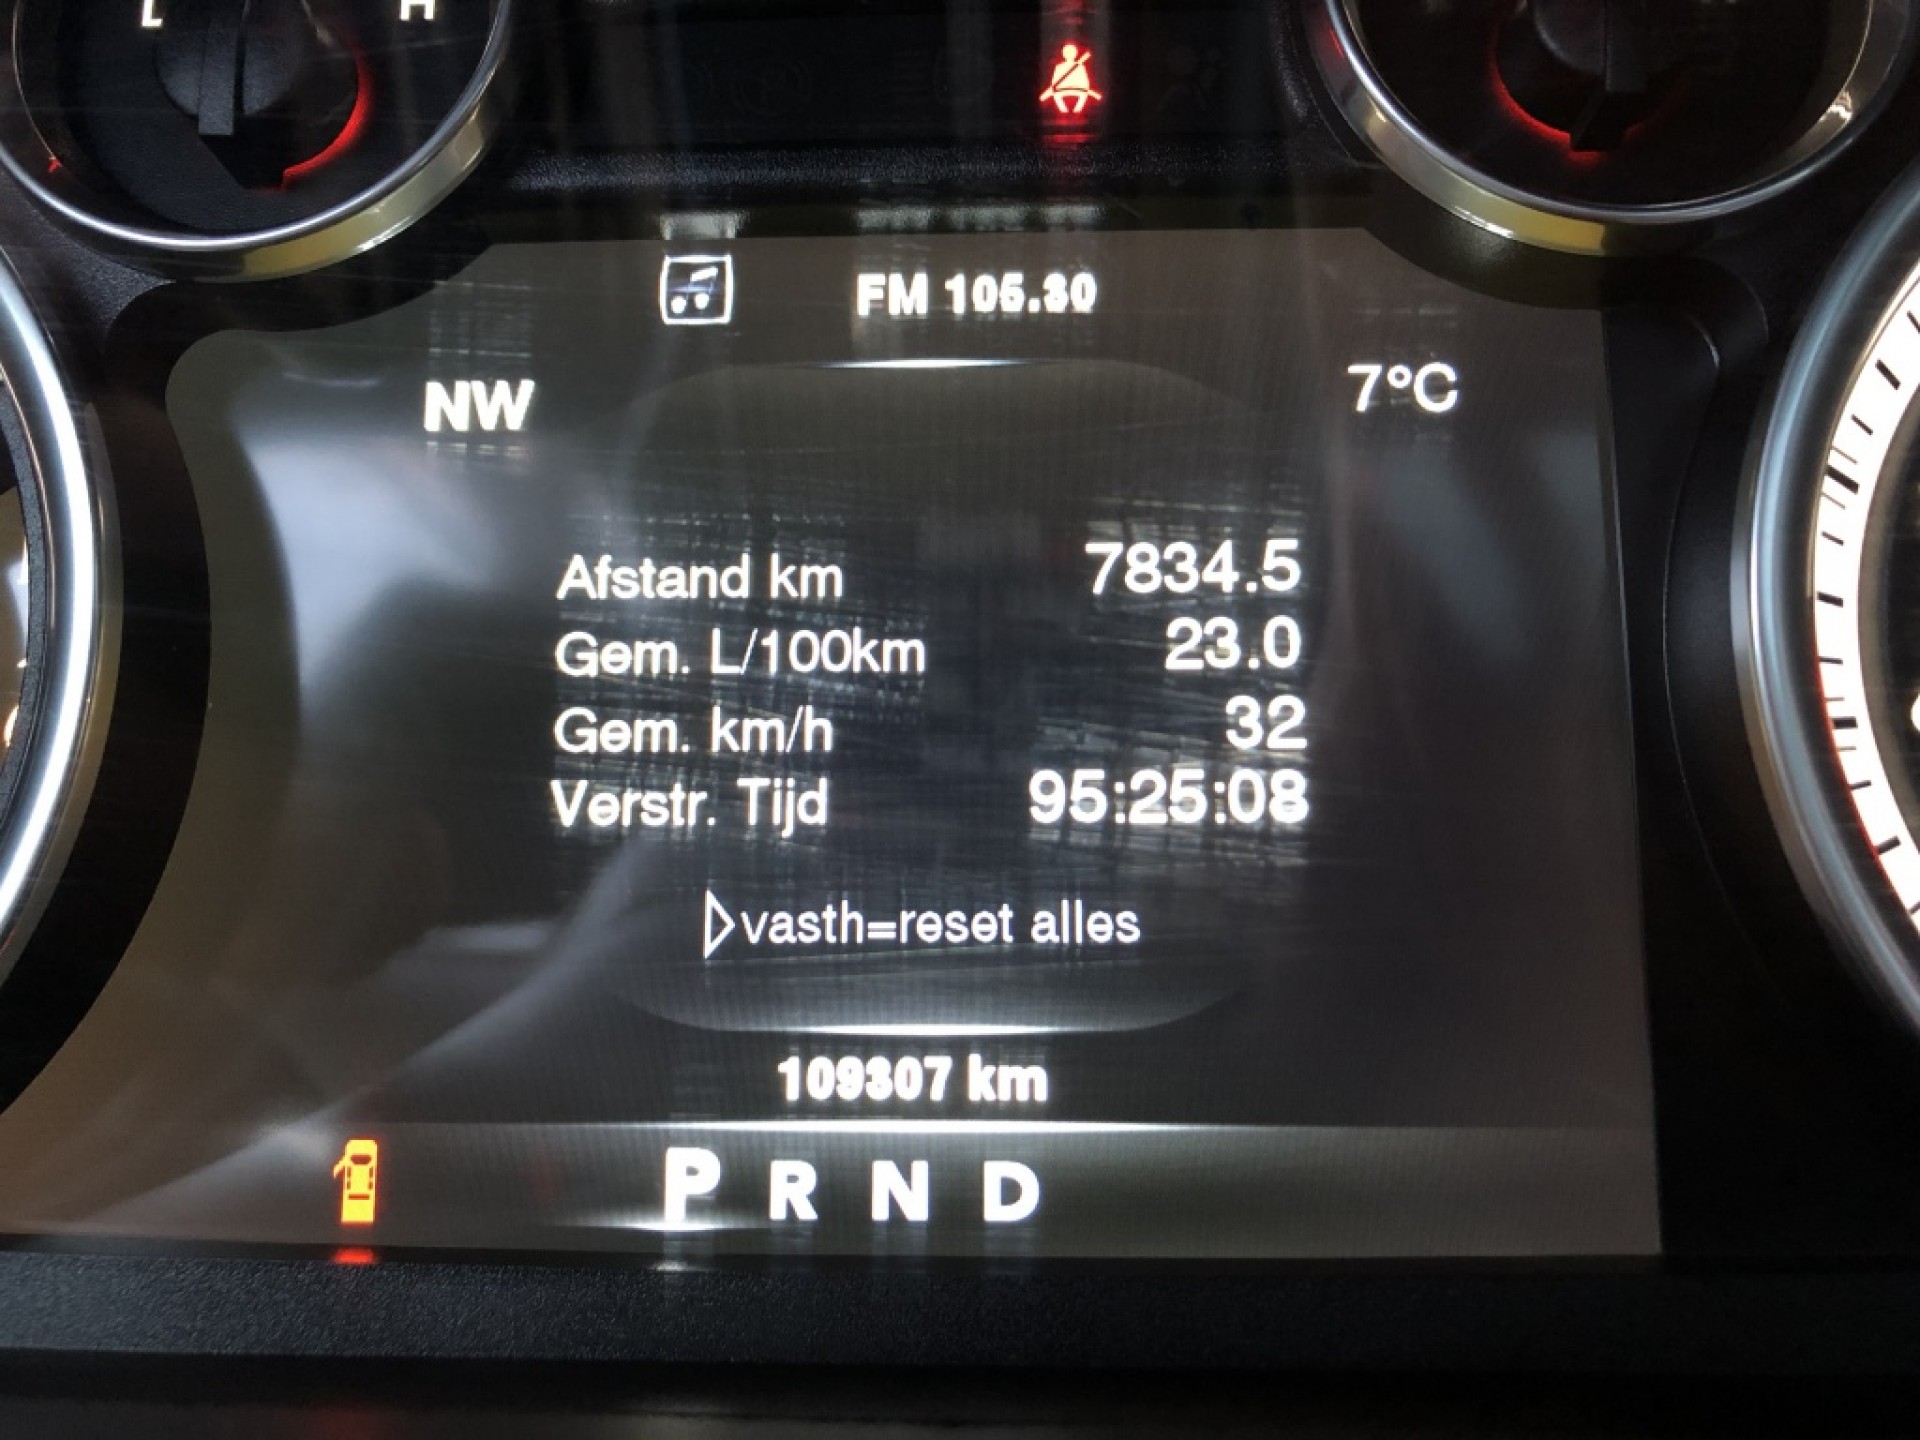 L H
FM 105.30
NW 7°C
Afstand km 7834.5
Gem. L/100km 23.0
Gem. km/h 32
Verstr. Tijd 95:25:08
vasth=reset alles
109307 km
P R N D